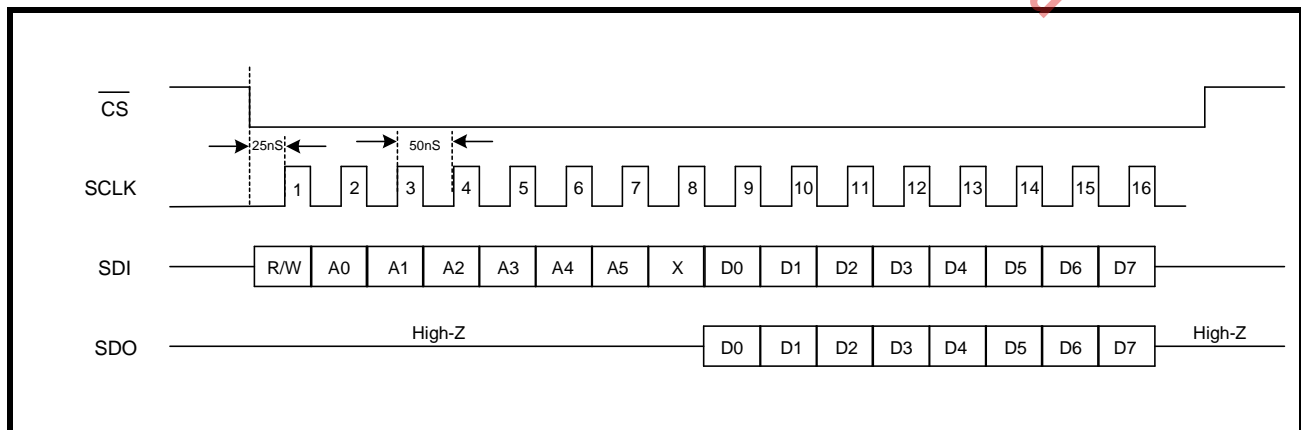 CS
25nS
50nS
SCLK
1 2 3 4 5 6 7 8 9 10 11 12 13 14 15 16
SDI
R/W A0 A1 A2 A3 A4 A5 X D0 D1 D2 D3 D4 D5 D6 D7
High-Z
High-Z
SDO
D0 D1 D2 D3 D4 D5 D6 D7